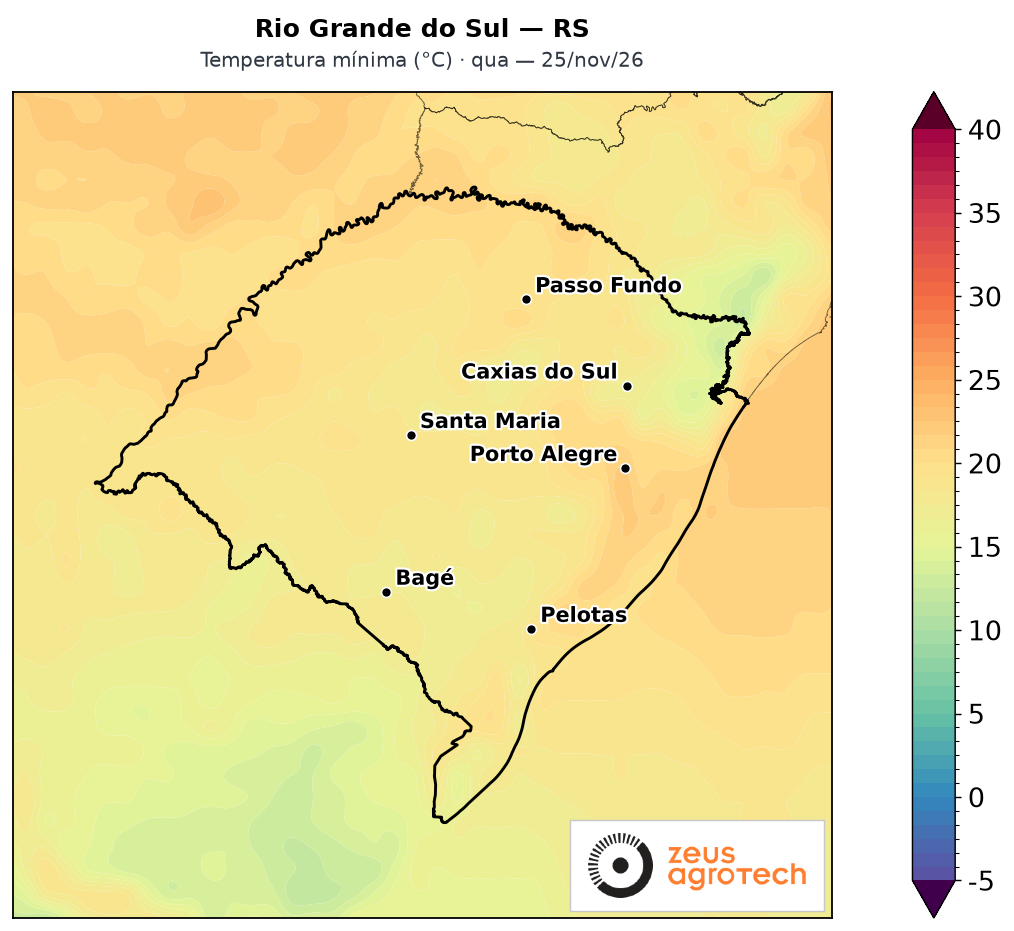 Rio Grande do Sul — RS
Temperatura mínima (°C) · qua — 25/nov/26
Passo Fundo
Caxias do Sul
Santa Maria
Porto Alegre
Bagé
Pelotas
40
35
30
25
20
15
10
5
0
-5
zeus
agrotech